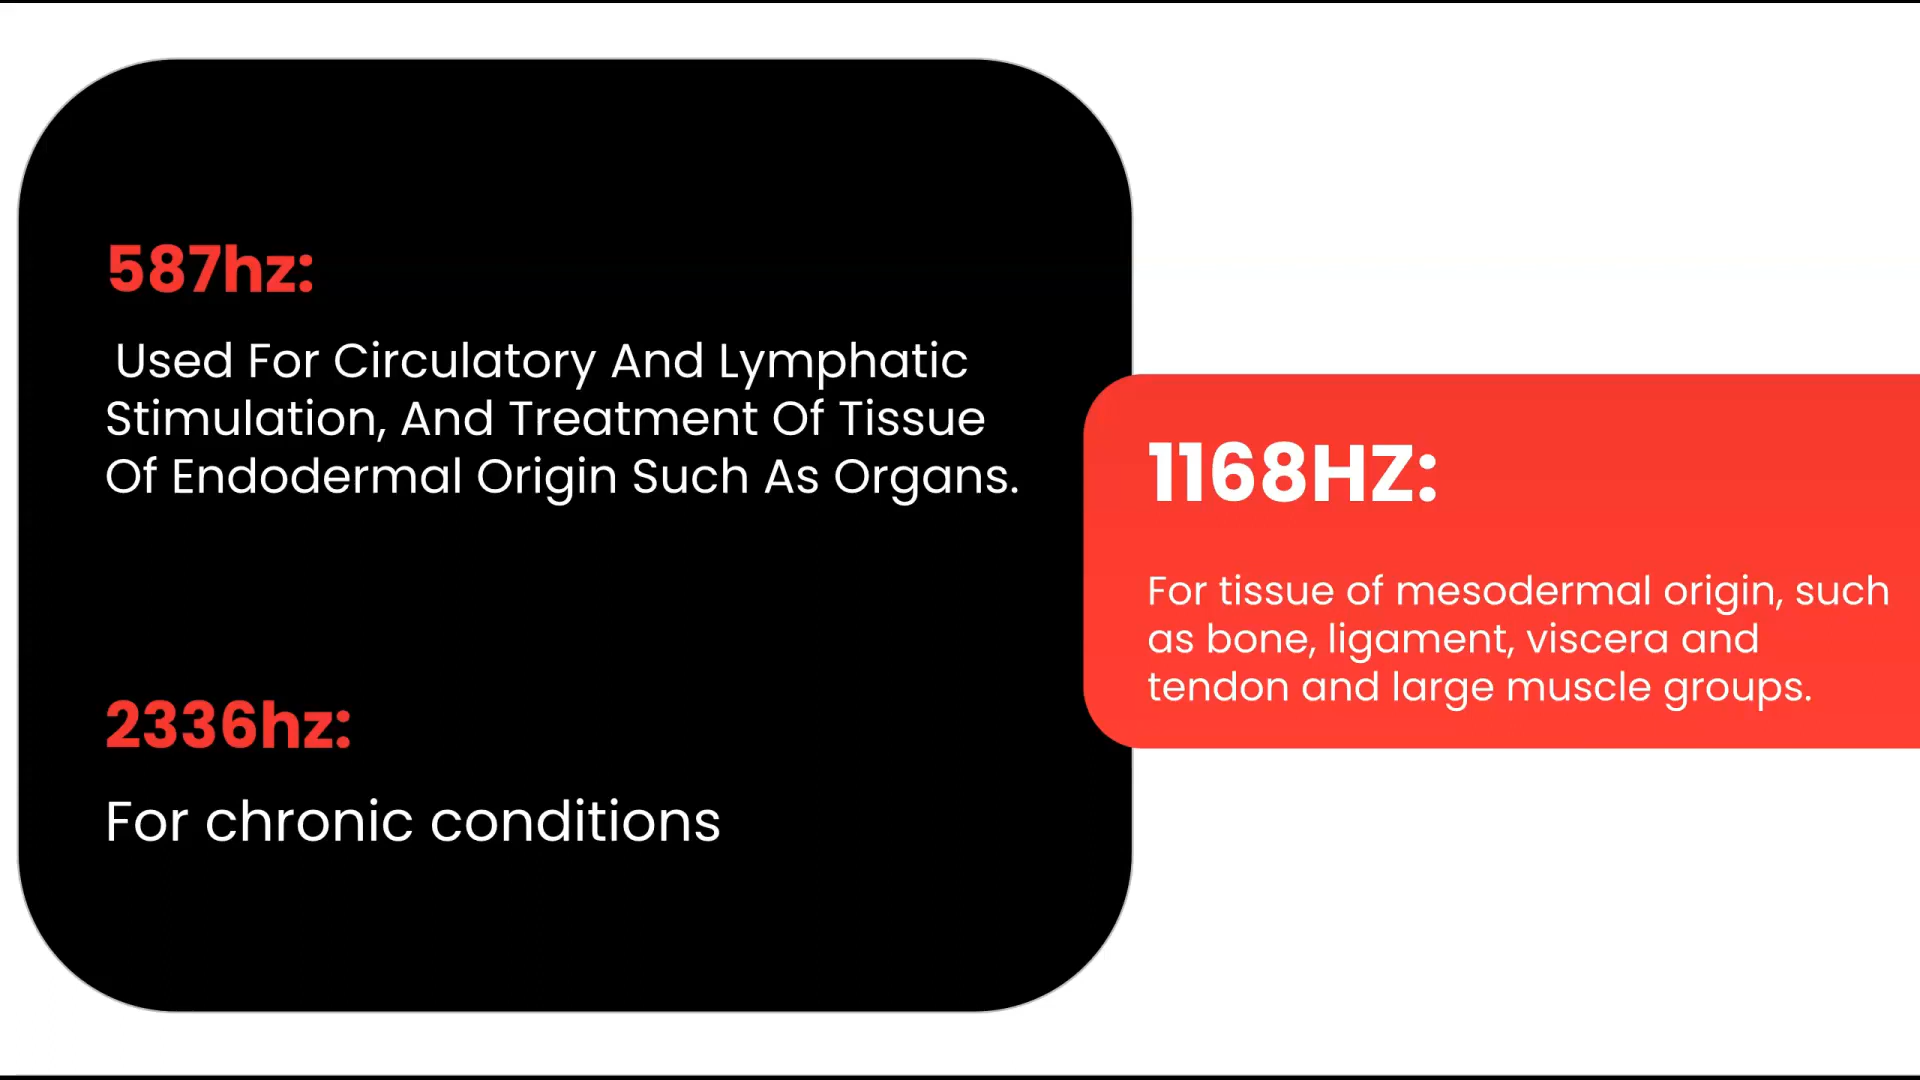 587hz:
Used For Circulatory And Lymphatic
Stimulation, And Treatment Of Tissue
Of Endodermal Origin Such As Organs.
2336hz:
For chronic conditions
1168HZ:
For tissue of mesodermal origin, such
as bone, ligament, viscera and
tendon and large muscle groups.